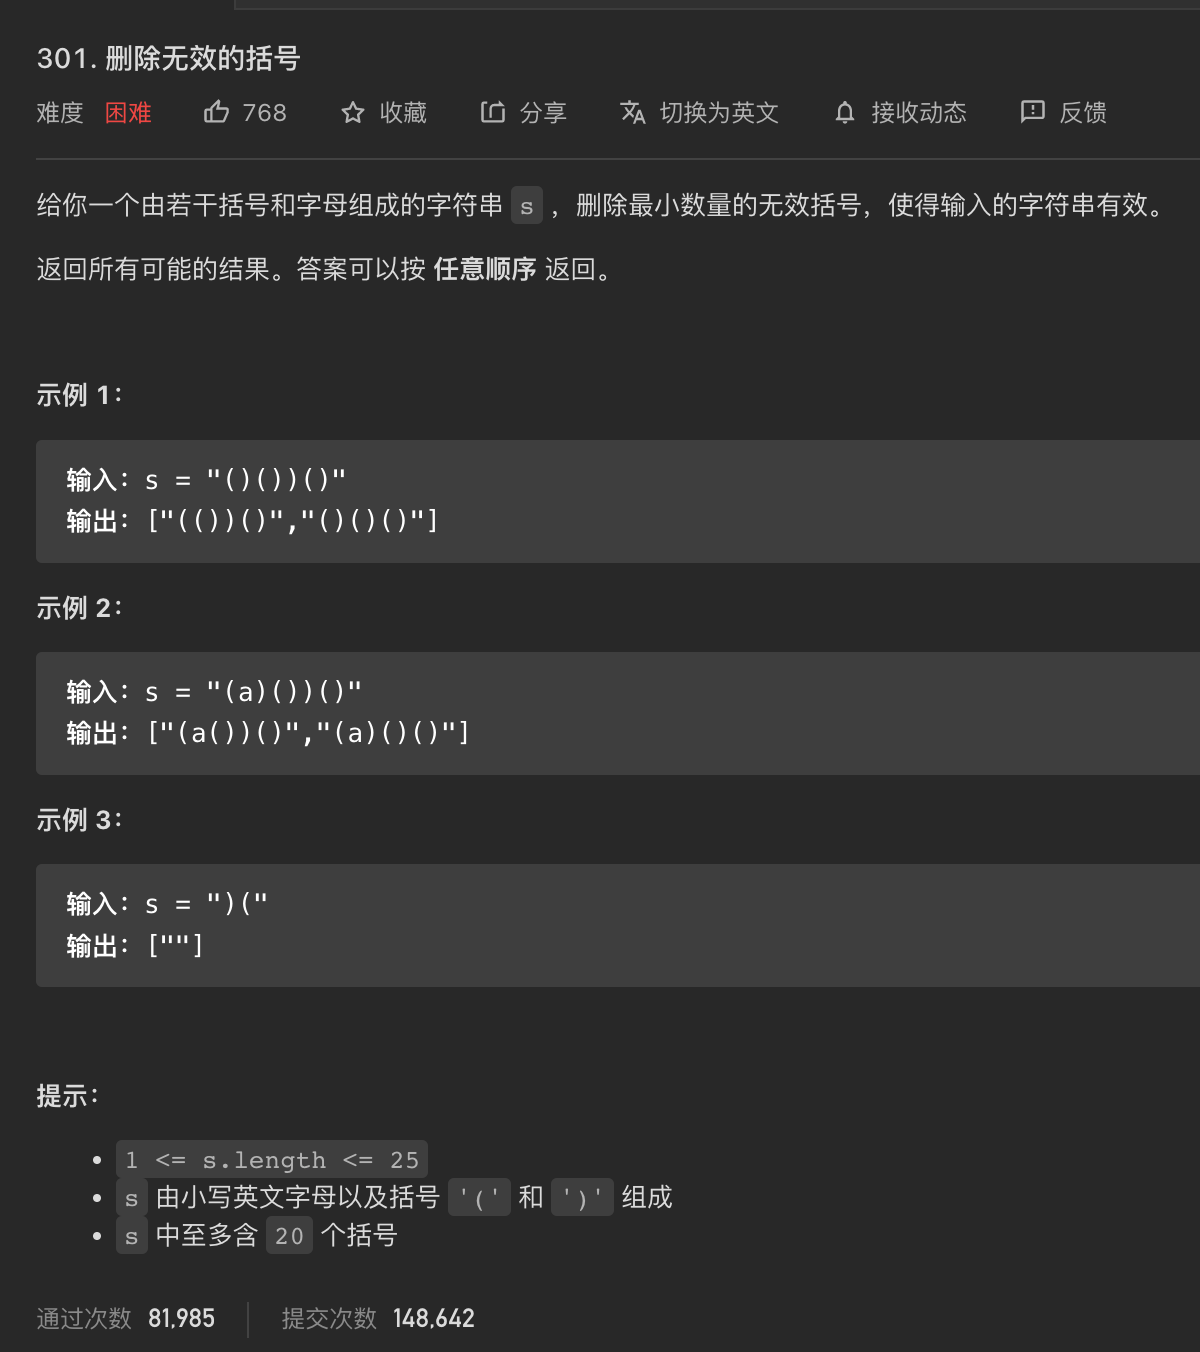 301. 删除无效的括号
难度 困难 768 收藏 分享 切换为英文 接收动态 反馈
给你一个由若干括号和字母组成的字符串 s ，删除最小数量的无效括号，使得输入的字符串有效。
返回所有可能的结果。答案可以按 任意顺序 返回。
示例 1：
输入：s = "()())()"
输出：["(())()","()()()"]
示例 2：
输入：s = "(a)())()"
输出：["(a())()","(a)()()"]
示例 3：
输入：s = ")("
输出：[""]
提示：
• 1 <= s.length <= 25
• s 由小写英文字母以及括号 '(' 和 ')' 组成
• s 中至多含 20 个括号
通过次数 81,985 提交次数 148,642